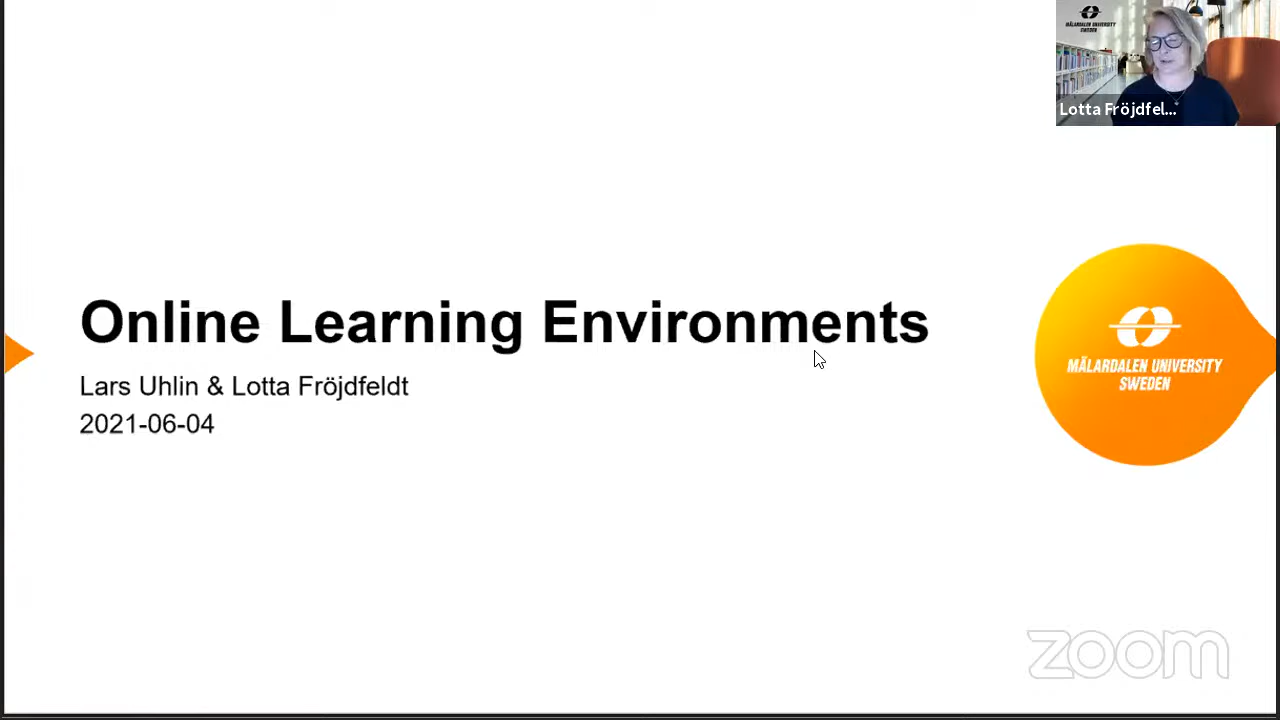 MÄLARDALEN UNIVERSITY
SWEDEN
Lotta Fröjdfel...
Online Learning Environments
Lars Uhlin & Lotta Fröjdfeldt
2021-06-04
MÄLARDALEN UNIVERSITY
SWEDEN
zoom